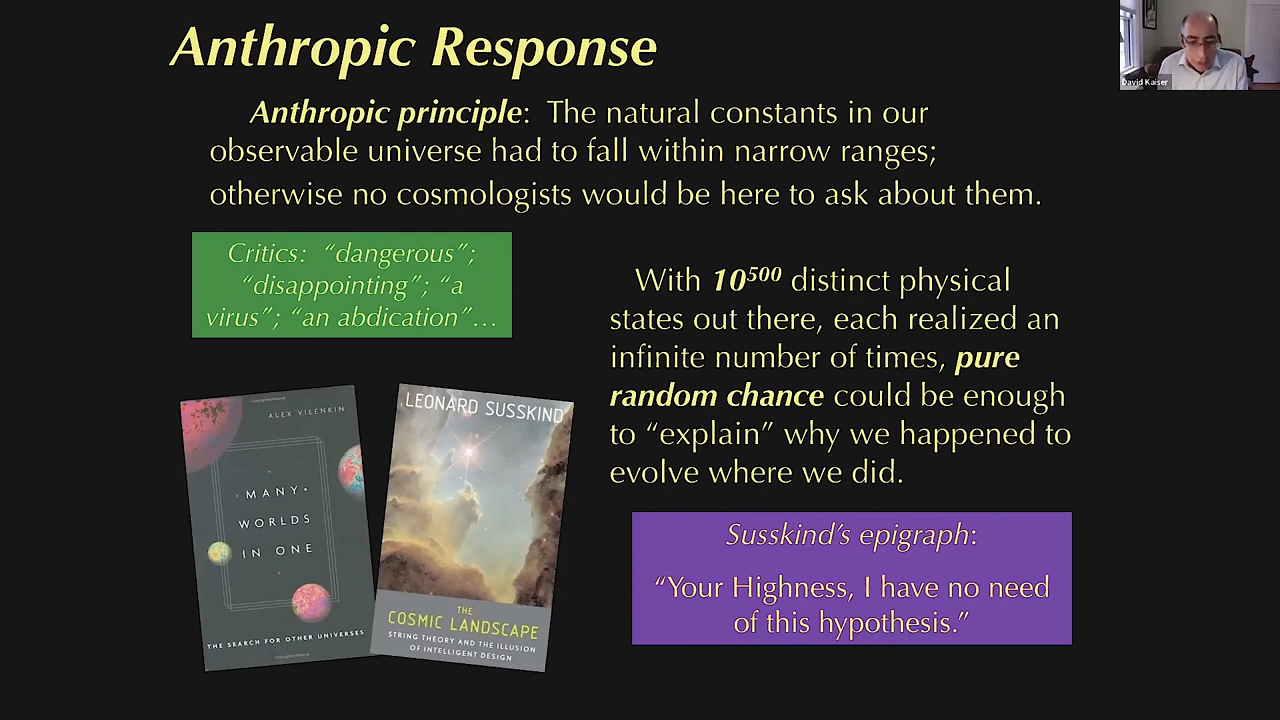 Anthropic Response
David Kaiser
Anthropic principle: The natural constants in our
observable universe had to fall within narrow ranges;
otherwise no cosmologists would be here to ask about them.
Critics: “dangerous”;
“disappointing”; “a
virus”; “an abdication”…
With 10⁵⁰⁰ distinct physical
states out there, each realized an
infinite number of times, pure
random chance could be enough
to “explain” why we happened to
evolve where we did.
ALEX VILENKIN
MANY
WORLDS
IN ONE
THE SEARCH FOR OTHER UNIVERSES
LEONARD SUSSKIND
THE
COSMIC LANDSCAPE
STRING THEORY AND THE ILLUSION
OF INTELLIGENT DESIGN
Susskind’s epigraph:
“Your Highness, I have no need
of this hypothesis.”